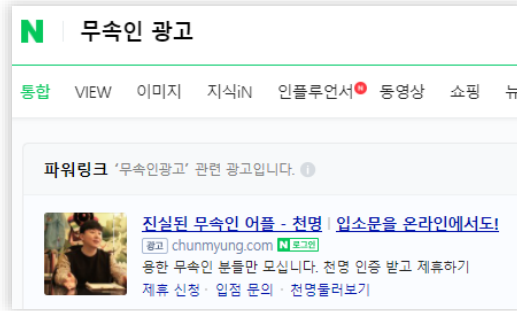 N 무속인 광고
통합 VIEW 이미지 지식iN 인플루언서 N 동영상 쇼핑
파워링크 '무속인광고' 관련 광고입니다. i
진실된 무속인 어플 - 천명 | 입소문을 온라인에서도!
광고 chunmyung.com N 로그인
용한 무속인 분들만 모십니다. 천명 인증 받고 제휴하기
제휴 신청 · 입점 문의 · 천명둘러보기